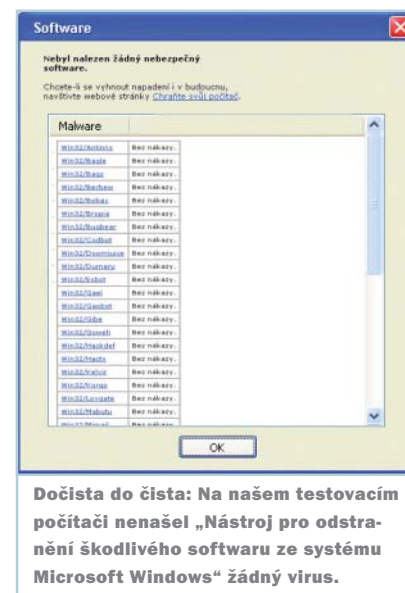 Software
Nebyl nalezen žádný nebezpečný
software.
Chcete-li se vyhnout napadení i v budoucnu,
navštivte webové stránky Chraňte svůj počítač.
Malware
Win32/Antinny Bez nákazy.
Win32/Bagle Bez nákazy.
Win32/Bagz Bez nákazy.
Win32/Berbew Bez nákazy.
Win32/Bobax Bez nákazy.
Win32/Bropia Bez nákazy.
Win32/Bugbear Bez nákazy.
Win32/Codbot Bez nákazy.
Win32/Doomjuice Bez nákazy.
Win32/Dumaru Bez nákazy.
Win32/Esbot Bez nákazy.
Win32/Gael Bez nákazy.
Win32/Gaobot Bez nákazy.
Win32/Gibe Bez nákazy.
Win32/Goweh Bez nákazy.
Win32/Hackdef Bez nákazy.
Win32/Hacty Bez nákazy.
Win32/Kelvir Bez nákazy.
Win32/Korgo Bez nákazy.
Win32/Lovgate Bez nákazy.
Win32/Mabutu Bez nákazy.
OK
Dočista do čista: Na našem testovacím
počítači nenašel „Nástroj pro odstra-
nění škodlivého softwaru ze systému
Microsoft Windows“ žádný virus.